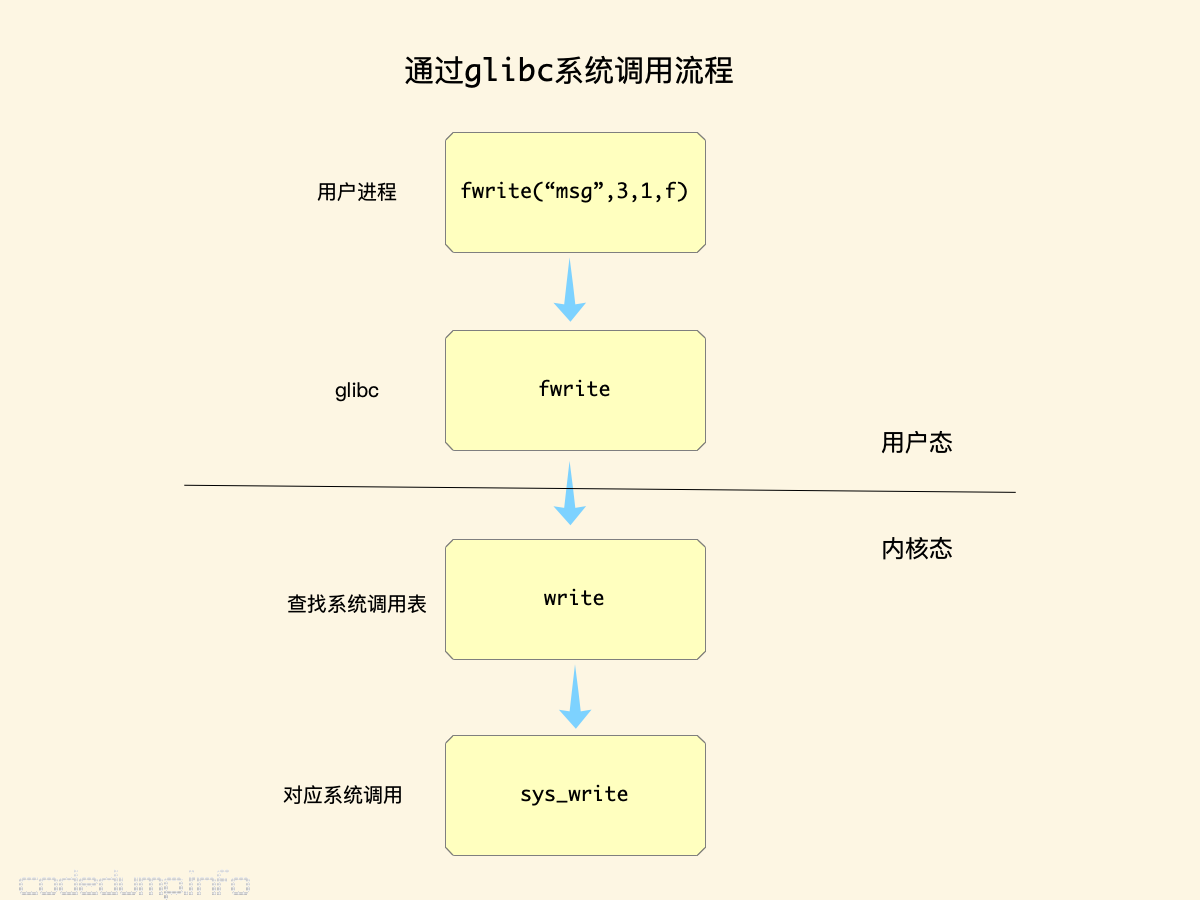 通过glibc系统调用流程
用户进程
fwrite(“msg”,3,1,f)
glibc
fwrite
用户态
内核态
查找系统调用表
write
对应系统调用
sys_write